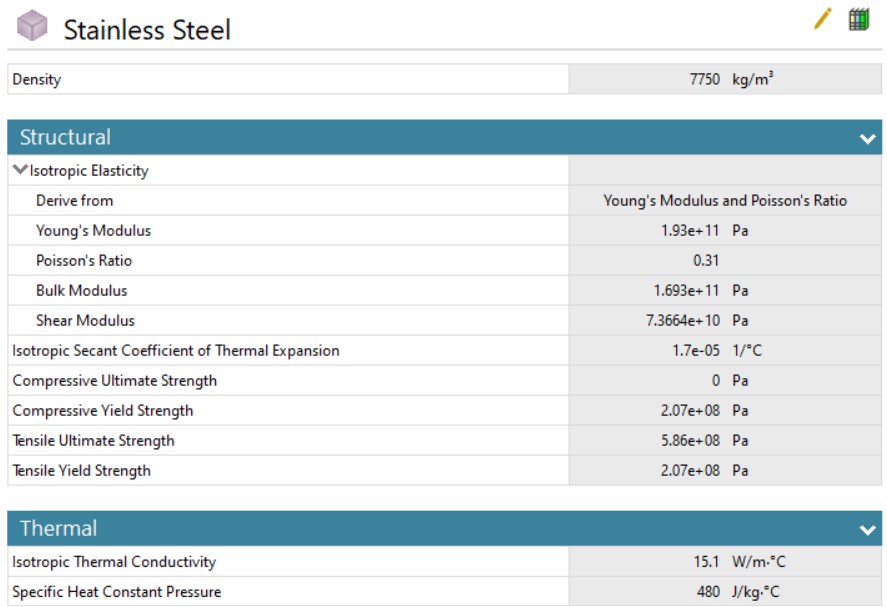 Stainless Steel
Density 7750 kg/m³
Structural
Isotropic Elasticity
Derive from Young's Modulus and Poisson's Ratio
Young's Modulus 1.93e+11 Pa
Poisson's Ratio 0.31
Bulk Modulus 1.693e+11 Pa
Shear Modulus 7.3664e+10 Pa
Isotropic Secant Coefficient of Thermal Expansion 1.7e-05 1/°C
Compressive Ultimate Strength 0 Pa
Compressive Yield Strength 2.07e+08 Pa
Tensile Ultimate Strength 5.86e+08 Pa
Tensile Yield Strength 2.07e+08 Pa
Thermal
Isotropic Thermal Conductivity 15.1 W/m·°C
Specific Heat Constant Pressure 480 J/kg·°C